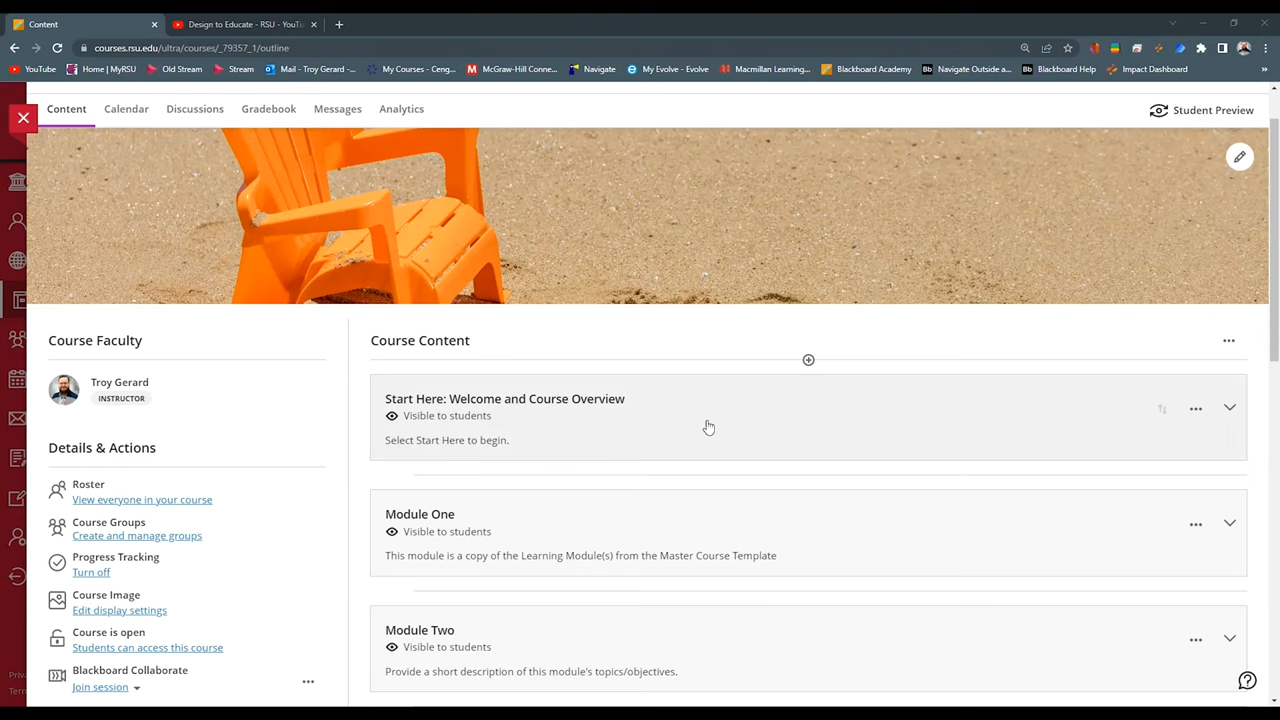 Content
Design to Educate - RSU - YouTu
courses.rsu.edu/ultra/courses/_79357_1/outline
YouTube
Home | MyRSU
Old Stream
Stream
Mail - Troy Gerard -...
My Courses - Ceng...
McGraw-Hill Conne...
Navigate
My Evolve - Evolve
Macmillan Learning...
Blackboard Academy
Navigate Outside a...
Blackboard Help
Impact Dashboard
Content
Calendar
Discussions
Gradebook
Messages
Analytics
Student Preview
Course Faculty
Troy Gerard
INSTRUCTOR
Details & Actions
Roster
View everyone in your course
Course Groups
Create and manage groups
Progress Tracking
Turn off
Course Image
Edit display settings
Course is open
Students can access this course
Blackboard Collaborate
Join session
Course Content
Start Here: Welcome and Course Overview
Visible to students
Select Start Here to begin.
Module One
Visible to students
This module is a copy of the Learning Module(s) from the Master Course Template
Module Two
Visible to students
Provide a short description of this module's topics/objectives.